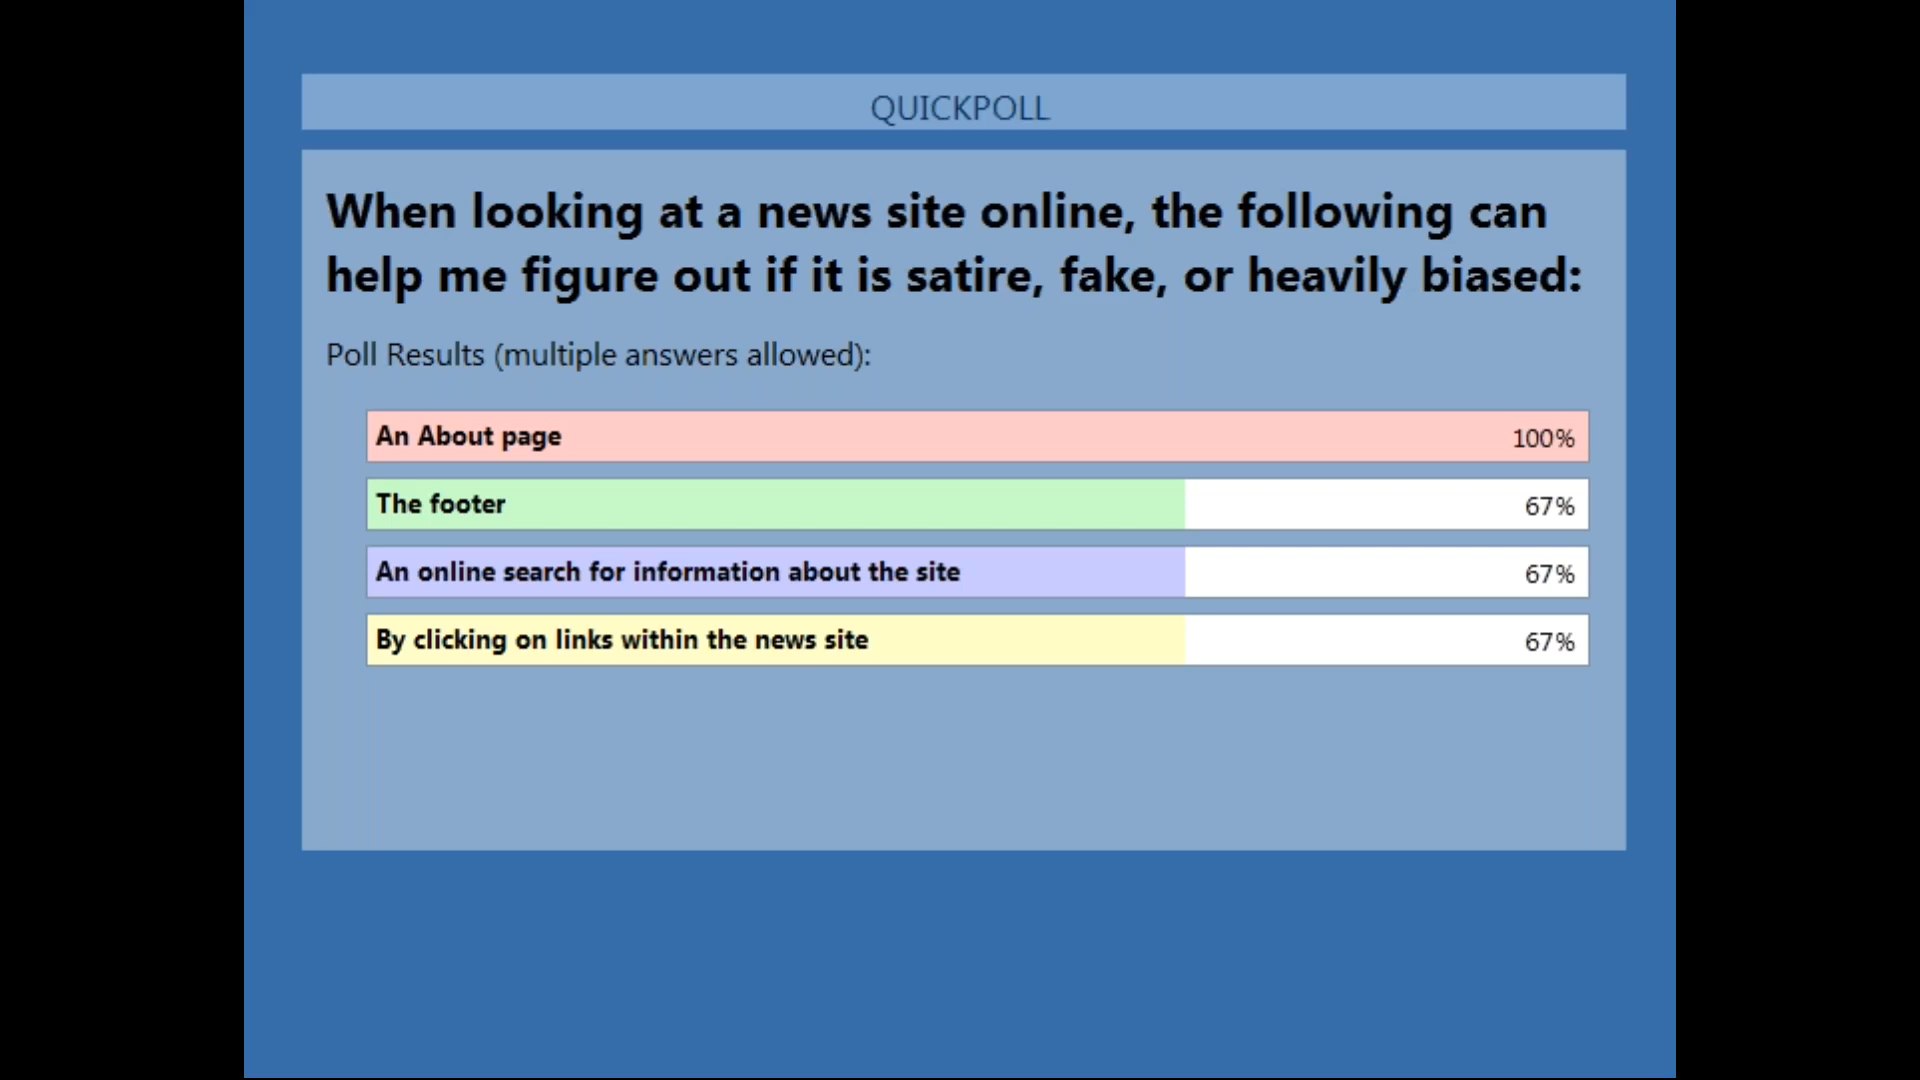 QUICKPOLL
When looking at a news site online, the following can
help me figure out if it is satire, fake, or heavily biased:
Poll Results (multiple answers allowed):
An About page 100%
The footer 67%
An online search for information about the site 67%
By clicking on links within the news site 67%